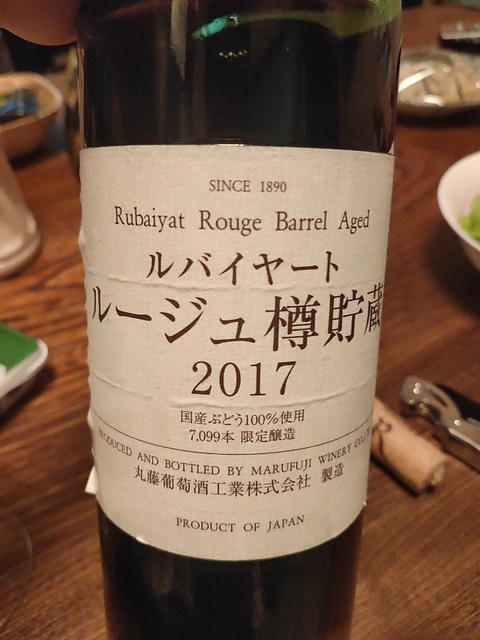 SINCE 1890
Rubaiyat Rouge Barrel Aged
ルバイヤート
ルージュ樽貯蔵
2017
国産ぶどう100%使用
7,099本 限定醸造
PRODUCED AND BOTTLED BY MARUFUJI WINERY CO.,
丸藤葡萄酒工業株式会社 製造
PRODUCT OF JAPAN